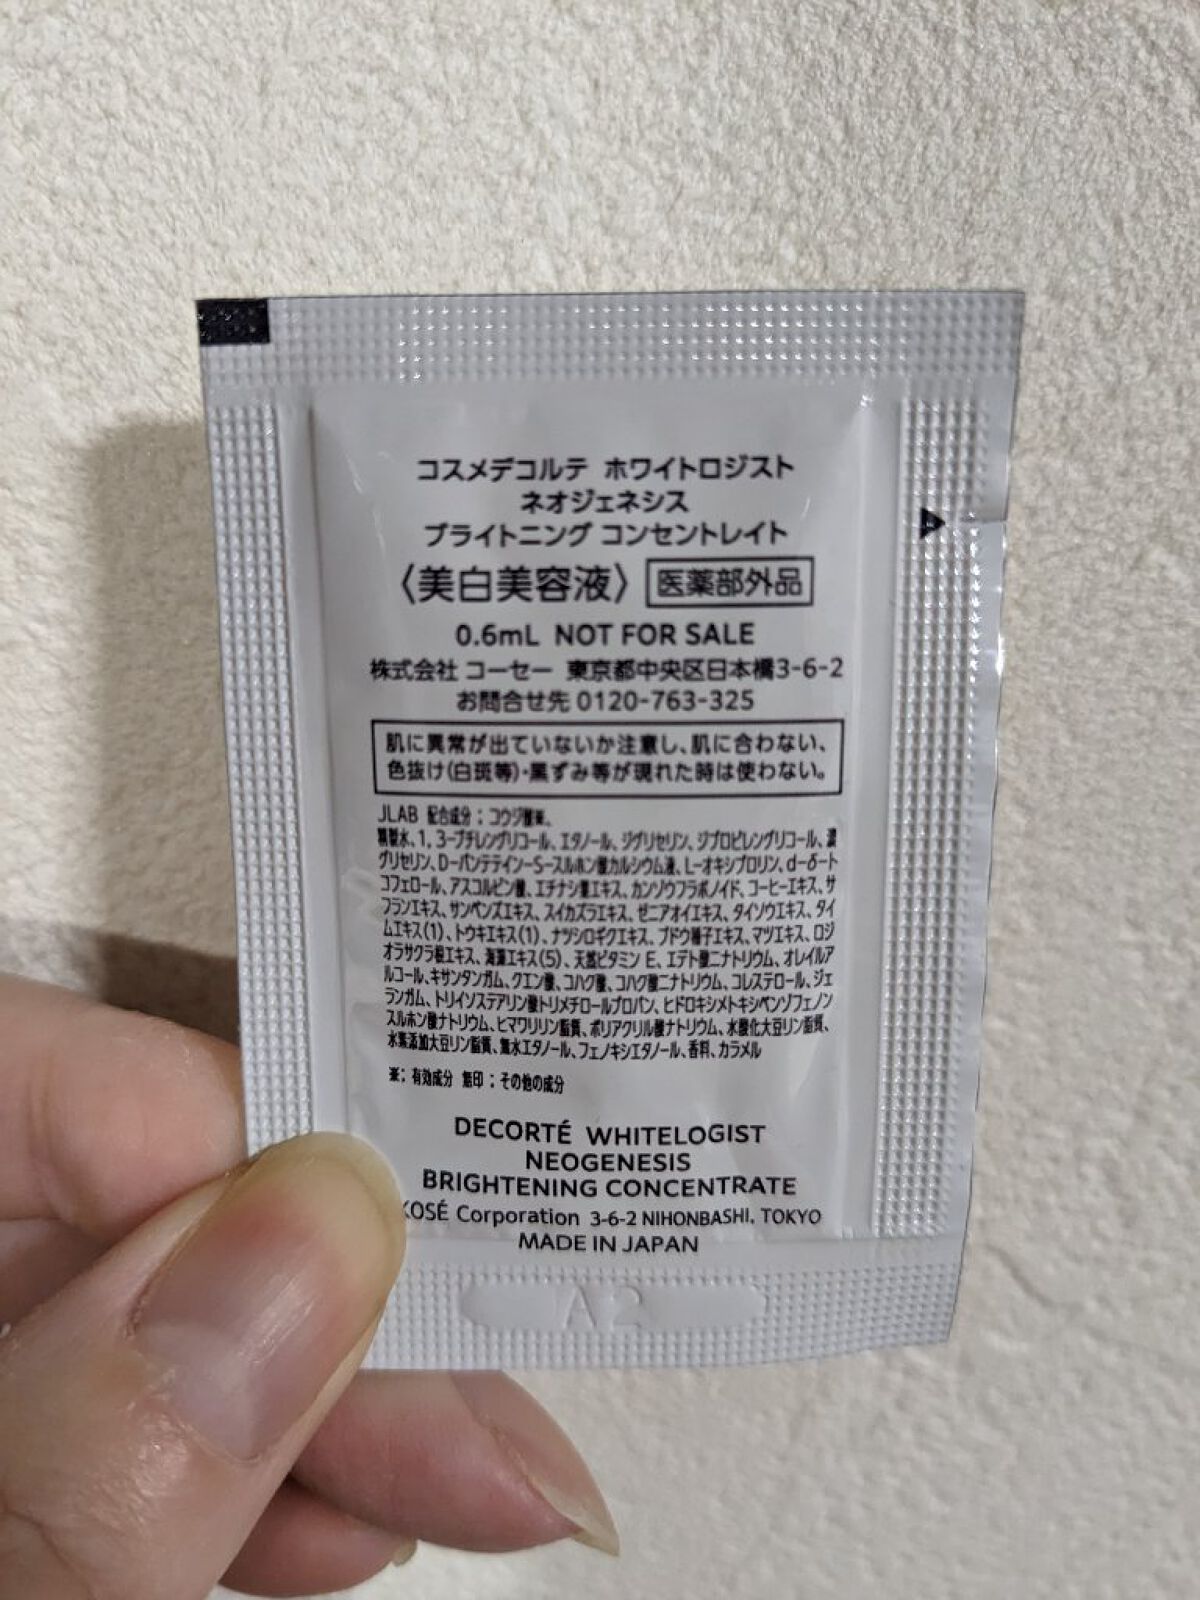 コスメデコルテ ホワイトロジスト
ネオジェネシス
ブライトニング コンセントレイト
〈美白美容液〉 医薬部外品
0.6mL NOT FOR SALE
株式会社 コーセー 東京都中央区日本橋3-6-2
お問合せ先 0120-763-325
肌に異常が出ていないか注意し、肌に合わない、
色抜け(白斑等)・黒ずみ等が現れた時は使わない。
JLAB 配合成分：コウジ酸※、
精製水、1,3-ブチレングリコール、エタノール、ジグリセリン、ジプロピレングリコール、濃
グリセリン、D-パンテテイン-S-スルホン酸カルシウム液、L-オキシプロリン、d-δ-ト
コフェロール、アスコルビン酸、エチナシ葉エキス、カンゾウフラボノイド、コーヒーエキス、サ
フランエキス、サンペンズエキス、スイカズラエキス、ゼニアオイエキス、タイソウエキス、タイ
ムエキス(1)、トウキエキス(1)、ナツシロギクエキス、ブドウ種子エキス、マツエキス、ロジ
オラサクラ根エキス、海藻エキス(5)、天然ビタミンE、エデト酸二ナトリウム、オレイルア
ルコール、キサンタンガム、クエン酸、コハク酸、コハク酸二ナトリウム、コレステロール、ジェ
ランガム、トリイソステアリン酸トリメチロールプロパン、ヒドロキシメトキシベンゾフェノン
スルホン酸ナトリウム、ヒマワリリン脂質、ポリアクリル酸ナトリウム、水酸化大豆リン脂質、
水素添加大豆リン脂質、無水エタノール、フェノキシエタノール、香料、カラメル
※：有効成分 無印：その他の成分
DECORTÉ WHITELOGIST
NEOGENESIS
BRIGHTENING CONCENTRATE
KOSÉ Corporation 3-6-2 NIHONBASHI, TOKYO
MADE IN JAPAN
A2